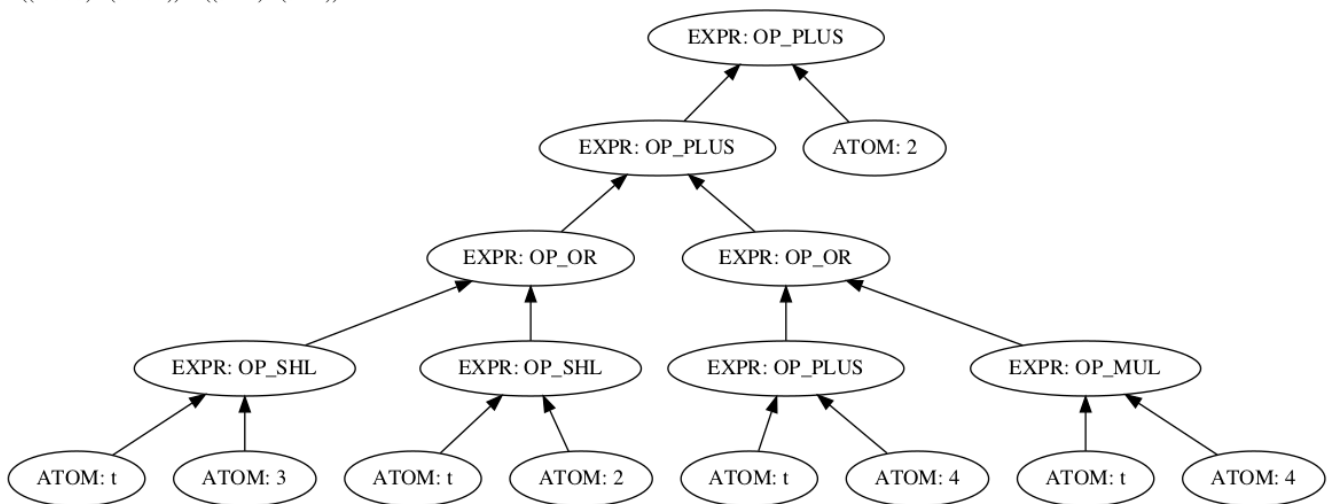 EXPR: OP_PLUS
EXPR: OP_PLUS ATOM: 2
EXPR: OP_OR EXPR: OP_OR
EXPR: OP_SHL EXPR: OP_SHL EXPR: OP_PLUS EXPR: OP_MUL
ATOM: t ATOM: 3 ATOM: t ATOM: 2 ATOM: t ATOM: 4 ATOM: t ATOM: 4